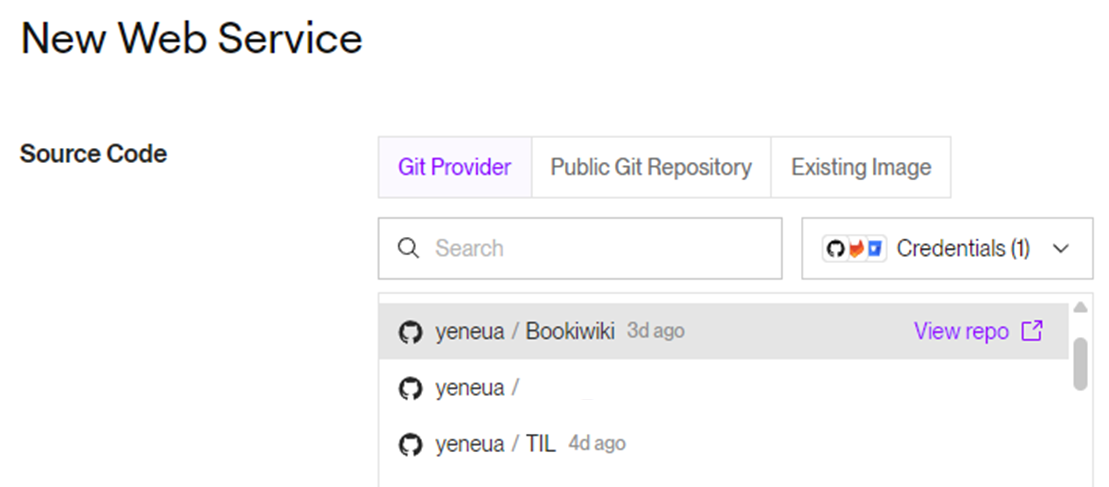 New Web Service
Source Code
Git Provider Public Git Repository Existing Image
Search Credentials (1)
yeneua / Bookiwiki 3d ago View repo
yeneua /
yeneua / TIL 4d ago